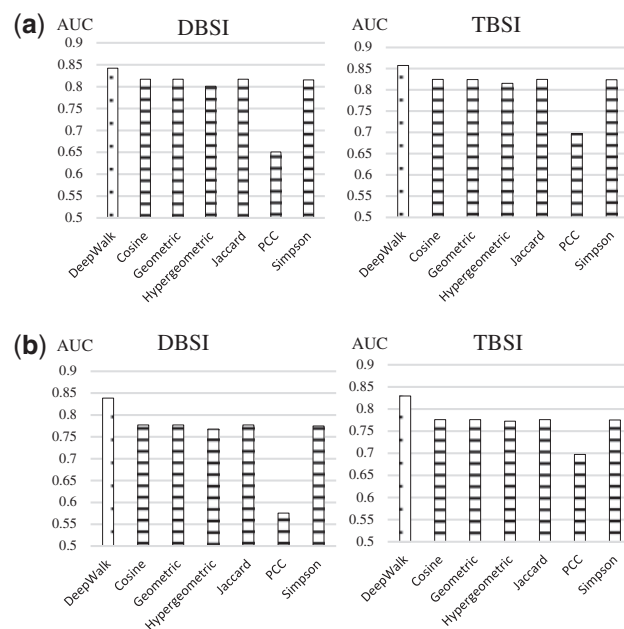 (a) AUC DBSI
0.9
0.85
0.8
0.75
0.7
0.65
0.6
0.55
0.5
DeepWalk
Cosine
Geometric
Hypergeometric
Jaccard
PCC
Simpson
AUC TBSI
0.9
0.85
0.8
0.75
0.7
0.65
0.6
0.55
0.5
DeepWalk
Cosine
Geometric
Hypergeometric
Jaccard
PCC
Simpson
(b) AUC DBSI
0.9
0.85
0.8
0.75
0.7
0.65
0.6
0.55
0.5
DeepWalk
Cosine
Geometric
Hypergeometric
Jaccard
PCC
Simpson
AUC TBSI
0.9
0.85
0.8
0.75
0.7
0.65
0.6
0.55
0.5
DeepWalk
Cosine
Geometric
Hypergeometric
Jaccard
PCC
Simpson